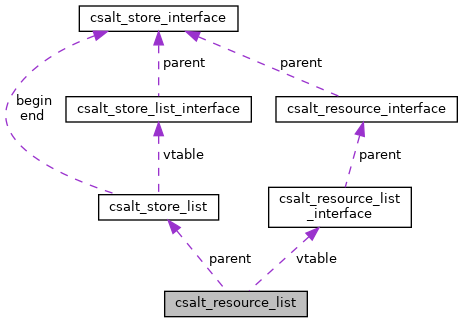 csalt_store_interface
begin
end
parent
parent
csalt_store_list_interface
csalt_resource_interface
vtable
parent
csalt_store_list
csalt_resource_list
_interface
parent
vtable
csalt_resource_list